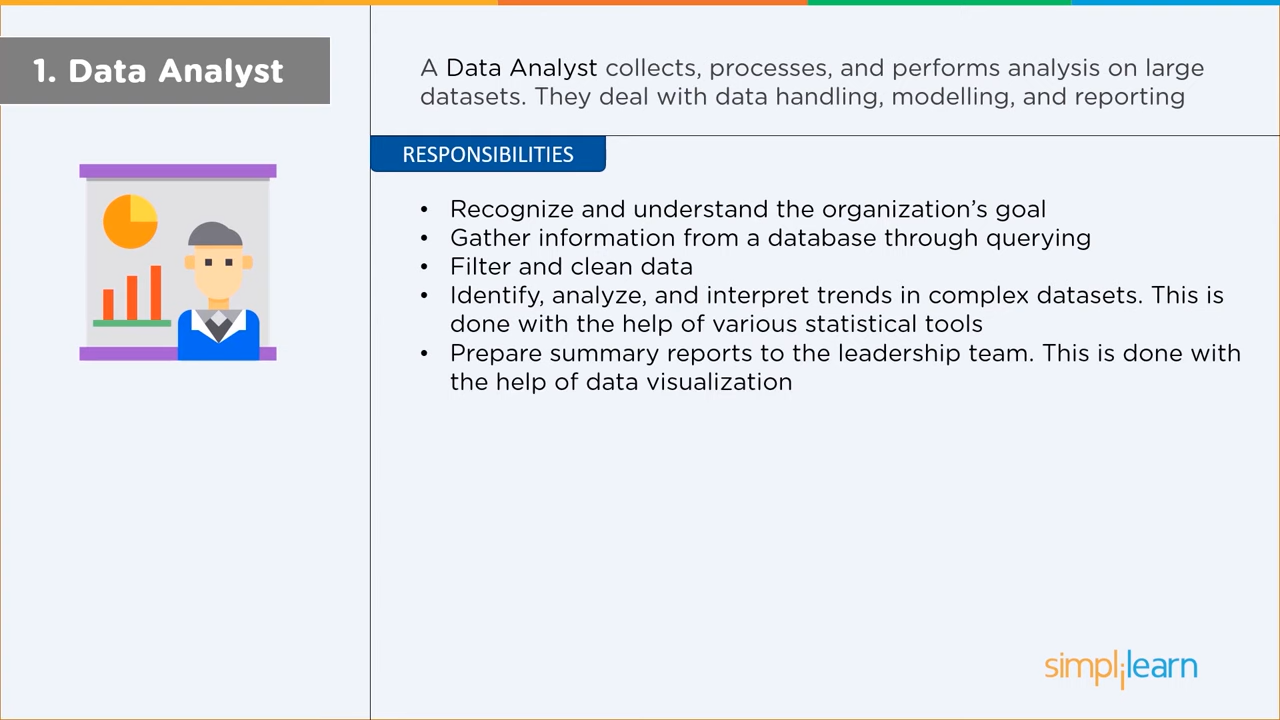 1. Data Analyst
A Data Analyst collects, processes, and performs analysis on large
datasets. They deal with data handling, modelling, and reporting
RESPONSIBILITIES
• Recognize and understand the organization's goal
• Gather information from a database through querying
• Filter and clean data
• Identify, analyze, and interpret trends in complex datasets. This is
done with the help of various statistical tools
• Prepare summary reports to the leadership team. This is done with
the help of data visualization
simplilearn